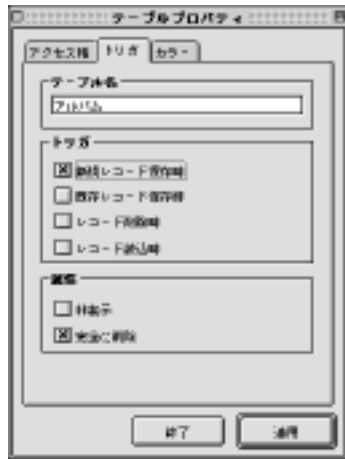 テーブルプロパティ
アクセス権 トリガ カラー
テーブル名
アルバム
トリガ
新規レコード保存時
既存レコード保存時
レコード削除時
レコード読込時
属性
非表示
完全に削除
終了 適用